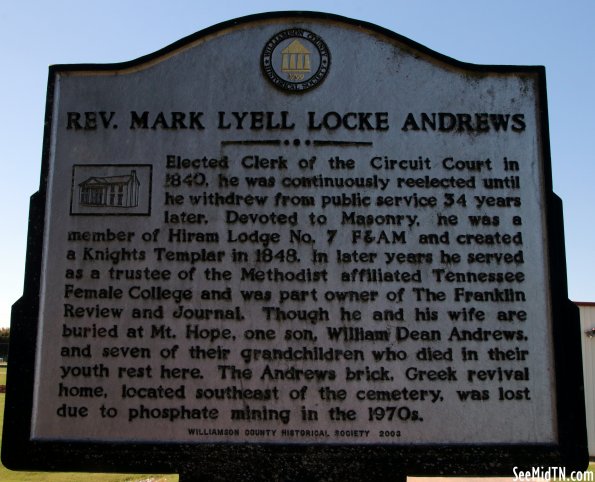 WILLIAMSON COUNTY
HISTORICAL SOCIETY
REV. MARK LYELL LOCKE ANDREWS
Elected Clerk of the Circuit Court in
1840, he was continuously reelected until
he withdrew from public service 34 years
later. Devoted to Masonry, he was a
member of Hiram Lodge No. 7 F&AM and created
a Knights Templar in 1848. In later years he served
as a trustee of the Methodist affiliated Tennessee
Female College and was part owner of The Franklin
Review and Journal. Though he and his wife are
buried at Mt. Hope, one son, William Dean Andrews,
and seven of their grandchildren who died in their
youth rest here. The Andrews brick, Greek revival
home, located southeast of the cemetery, was lost
due to phosphate mining in the 1970s.
WILLIAMSON COUNTY HISTORICAL SOCIETY 2003
SeeMidTN.com